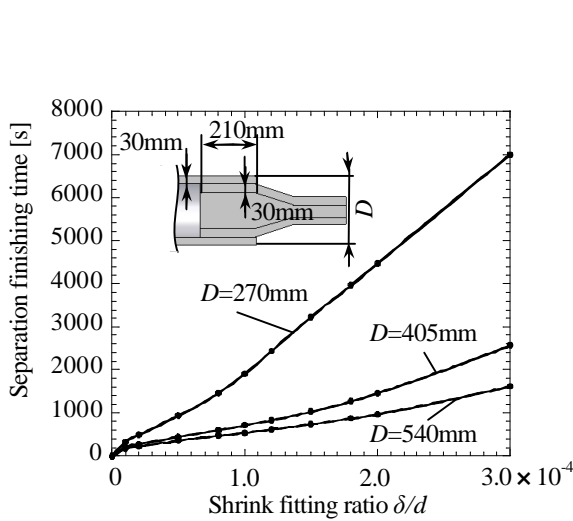 8000
7000
6000
5000
4000
3000
2000
1000
0
Separation finishing time [s]
30mm
210mm
30mm
D
D=270mm
D=405mm
D=540mm
0
1.0
2.0
3.0 × 10⁻⁴
Shrink fitting ratio δ/d